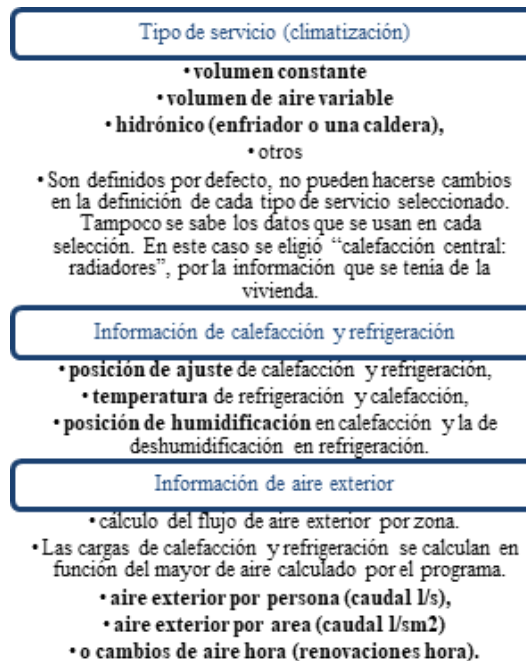 Tipo de servicio (climatización)
• volumen constante
• volumen de aire variable
• hidrónico (enfriador o una caldera),
• otros
• Son definidos por defecto, no pueden hacerse cambios
en la definición de cada tipo de servicio seleccionado.
Tampoco se sabe los datos que se usan en cada
selección. En este caso se eligió “calefacción central:
radiadores”, por la información que se tenía de la
vivienda.
Información de calefacción y refrigeración
• posición de ajuste de calefacción y refrigeración,
• temperatura de refrigeración y calefacción,
• posición de humidificación en calefacción y la de
deshumidificación en refrigeración.
Información de aire exterior
• cálculo del flujo de aire exterior por zona.
• Las cargas de calefacción y refrigeración se calculan en
función del mayor de aire calculado por el programa.
• aire exterior por persona (caudal l/s),
• aire exterior por area (caudal l/sm2)
• o cambios de aire hora (renovaciones hora).